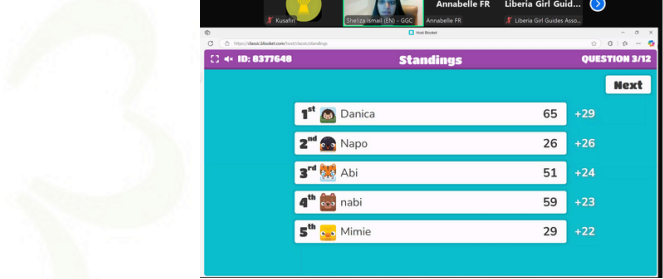 Annabelle FR
Liberia Girl Guid...
Kusafiri
Sheliza Ismail (EN) - GGC
Annabelle FR
Liberia Girl Guides Asso...
Host Blooket
https://classic.blooket.com/host/classic/standings
ID: 8377648
Standings
QUESTION 3/12
Next
1st Danica 65 +29
2nd Napo 26 +26
3rd Abi 51 +24
4th nabi 59 +23
5th Mimie 29 +22